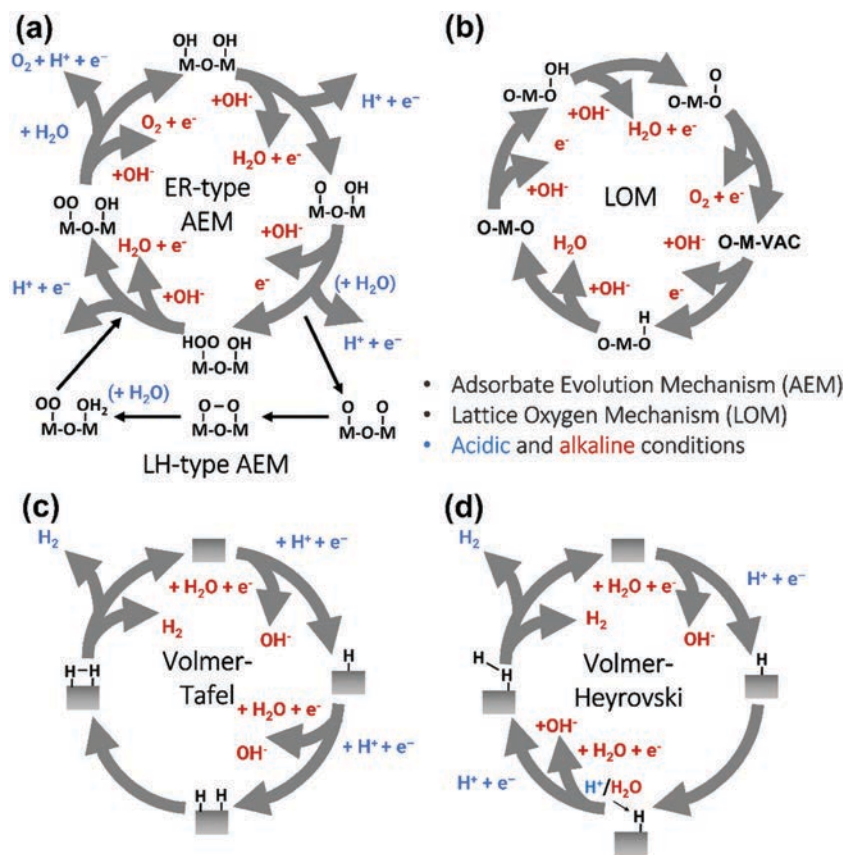 (a)
OH OH
M-O-M
O₂ + H⁺ + e⁻
+OH⁻
H⁺ + e⁻
+ H₂O
O₂ + e⁻
H₂O + e⁻
+OH⁻
ER-type
AEM
O OH
M-O-M
OO OH
M-O-M
H₂O + e⁻
+OH⁻
e⁻
(+ H₂O)
H⁺ + e⁻
+OH⁻
HOO OH
M-O-M
H⁺ + e⁻
OO OH₂
M-O-M
(+ H₂O)
O-O
M-O-M
O O
M-O-M
LH-type AEM
(b)
OH
O-M-O
O
O-M-O
+OH⁻
H₂O + e⁻
e⁻
+OH⁻
LOM
O₂ + e⁻
O-M-O
H₂O
+OH⁻
O-M-VAC
+OH⁻
e⁻
H
O-M-O
• Adsorbate Evolution Mechanism (AEM)
• Lattice Oxygen Mechanism (LOM)
• Acidic and alkaline conditions
(c)
H₂
+ H⁺ + e⁻
+ H₂O + e⁻
H₂
OH⁻
Volmer-
Tafel
H-H
H
+ H₂O + e⁻
OH⁻
+ H⁺ + e⁻
H H
(d)
H₂
H⁺ + e⁻
+ H₂O + e⁻
H₂
OH⁻
Volmer-
Heyrovski
H
H
H
+OH⁻
+ H₂O + e⁻
H⁺ + e⁻
H⁺/H₂O
H